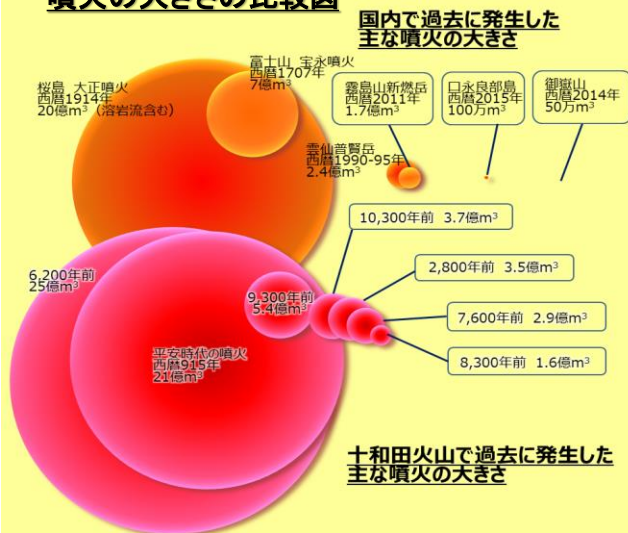 噴火の大きさの比較図
国内で過去に発生した
主な噴火の大きさ
桜島 大正噴火
西暦1914年
20億m³（溶岩流含む）
富士山 宝永噴火
西暦1707年
7億m³
雲仙普賢岳
西暦1990-95年
2.4億m³
霧島山新燃岳
西暦2011年
1.7億m³
口永良部島
西暦2015年
100万m³
御嶽山
西暦2014年
50万m³
6,200年前
25億m³
平安時代の噴火
西暦915年
21億m³
9,300年前
5.4億m³
10,300年前 3.7億m³
2,800年前 3.5億m³
7,600年前 2.9億m³
8,300年前 1.6億m³
十和田火山で過去に発生した
主な噴火の大きさ